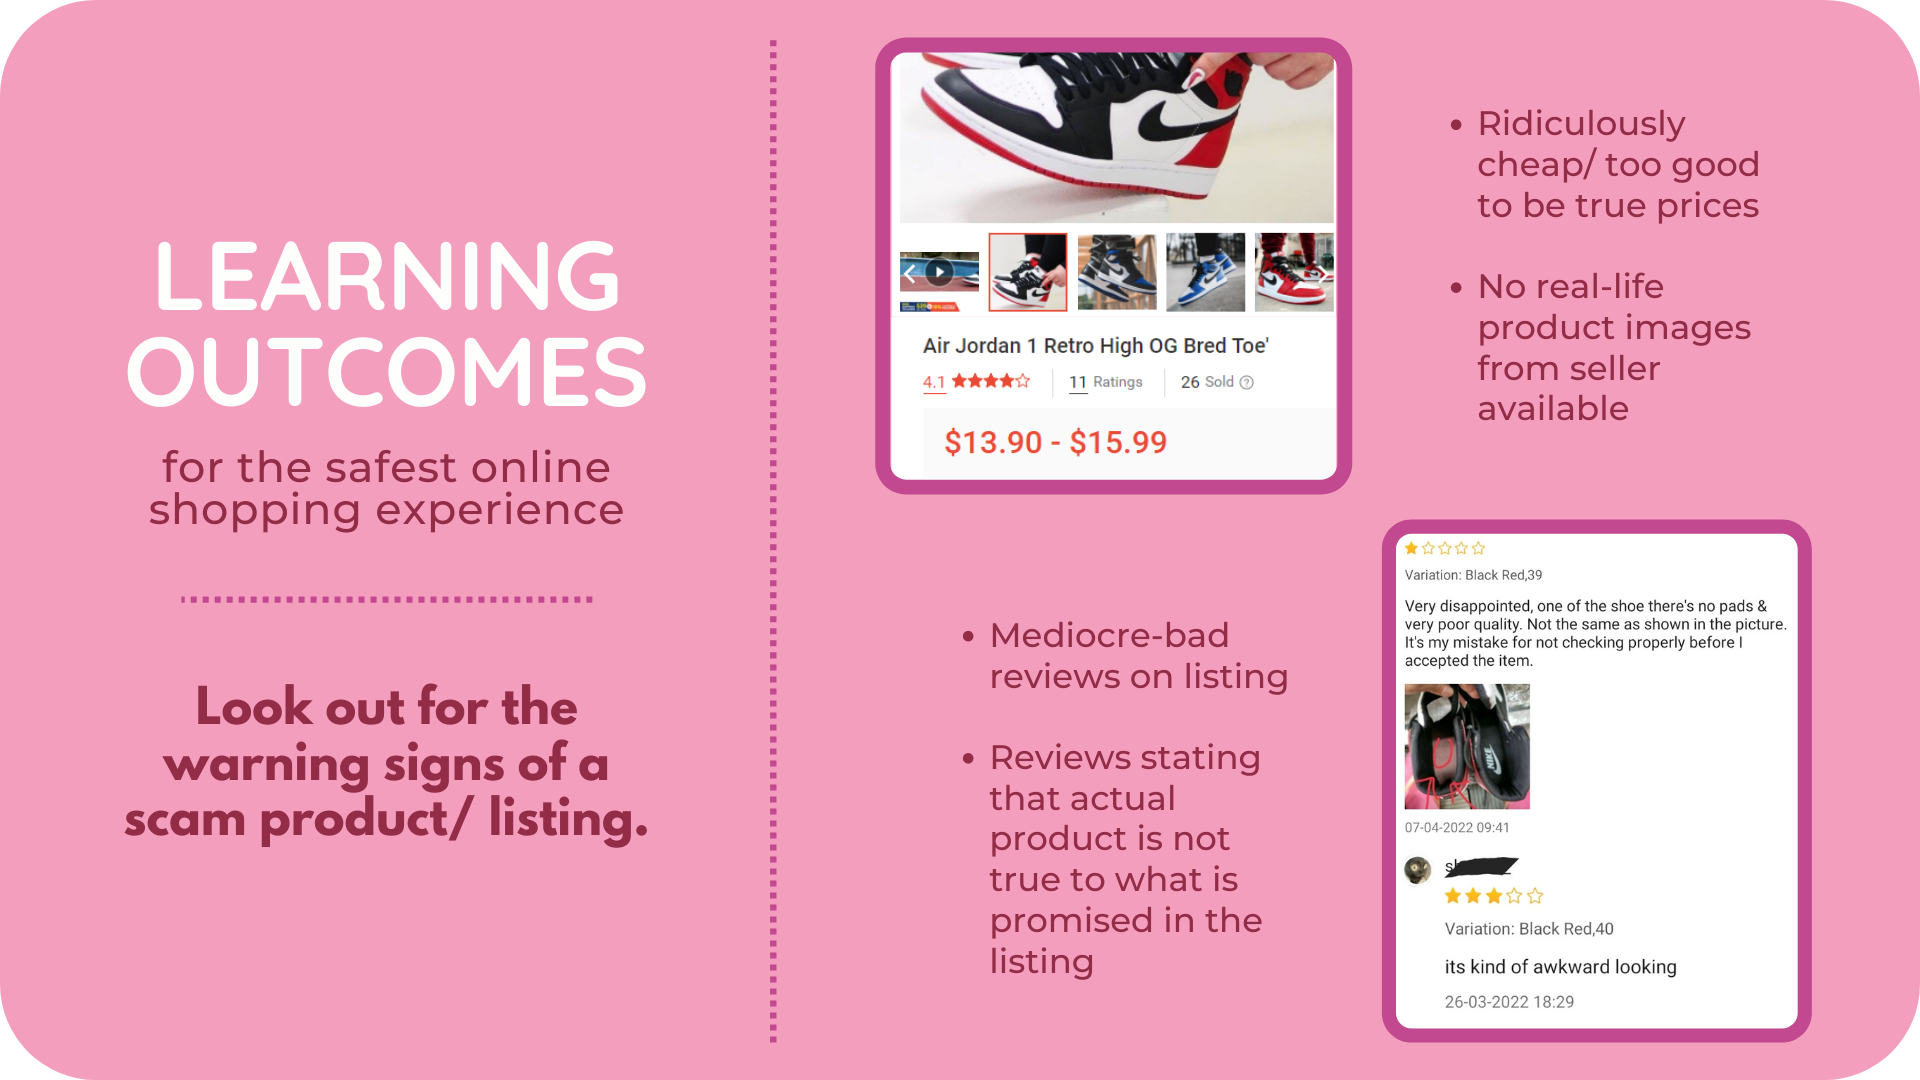 LEARNING
OUTCOMES
for the safest online
shopping experience
Look out for the
warning signs of a
scam product/ listing.
Air Jordan 1 Retro High OG Bred Toe'
4.1
11 Ratings
26 Sold ?
$13.90 - $15.99
• Ridiculously
cheap/ too good
to be true prices
• No real-life
product images
from seller
available
• Mediocre-bad
reviews on listing
• Reviews stating
that actual
product is not
true to what is
promised in the
listing
Variation: Black Red,39
Very disappointed, one of the shoe there's no pads &
very poor quality. Not the same as shown in the picture.
It's my mistake for not checking properly before I
accepted the item.
NIKE
07-04-2022 09:41
Variation: Black Red,40
its kind of awkward looking
26-03-2022 18:29